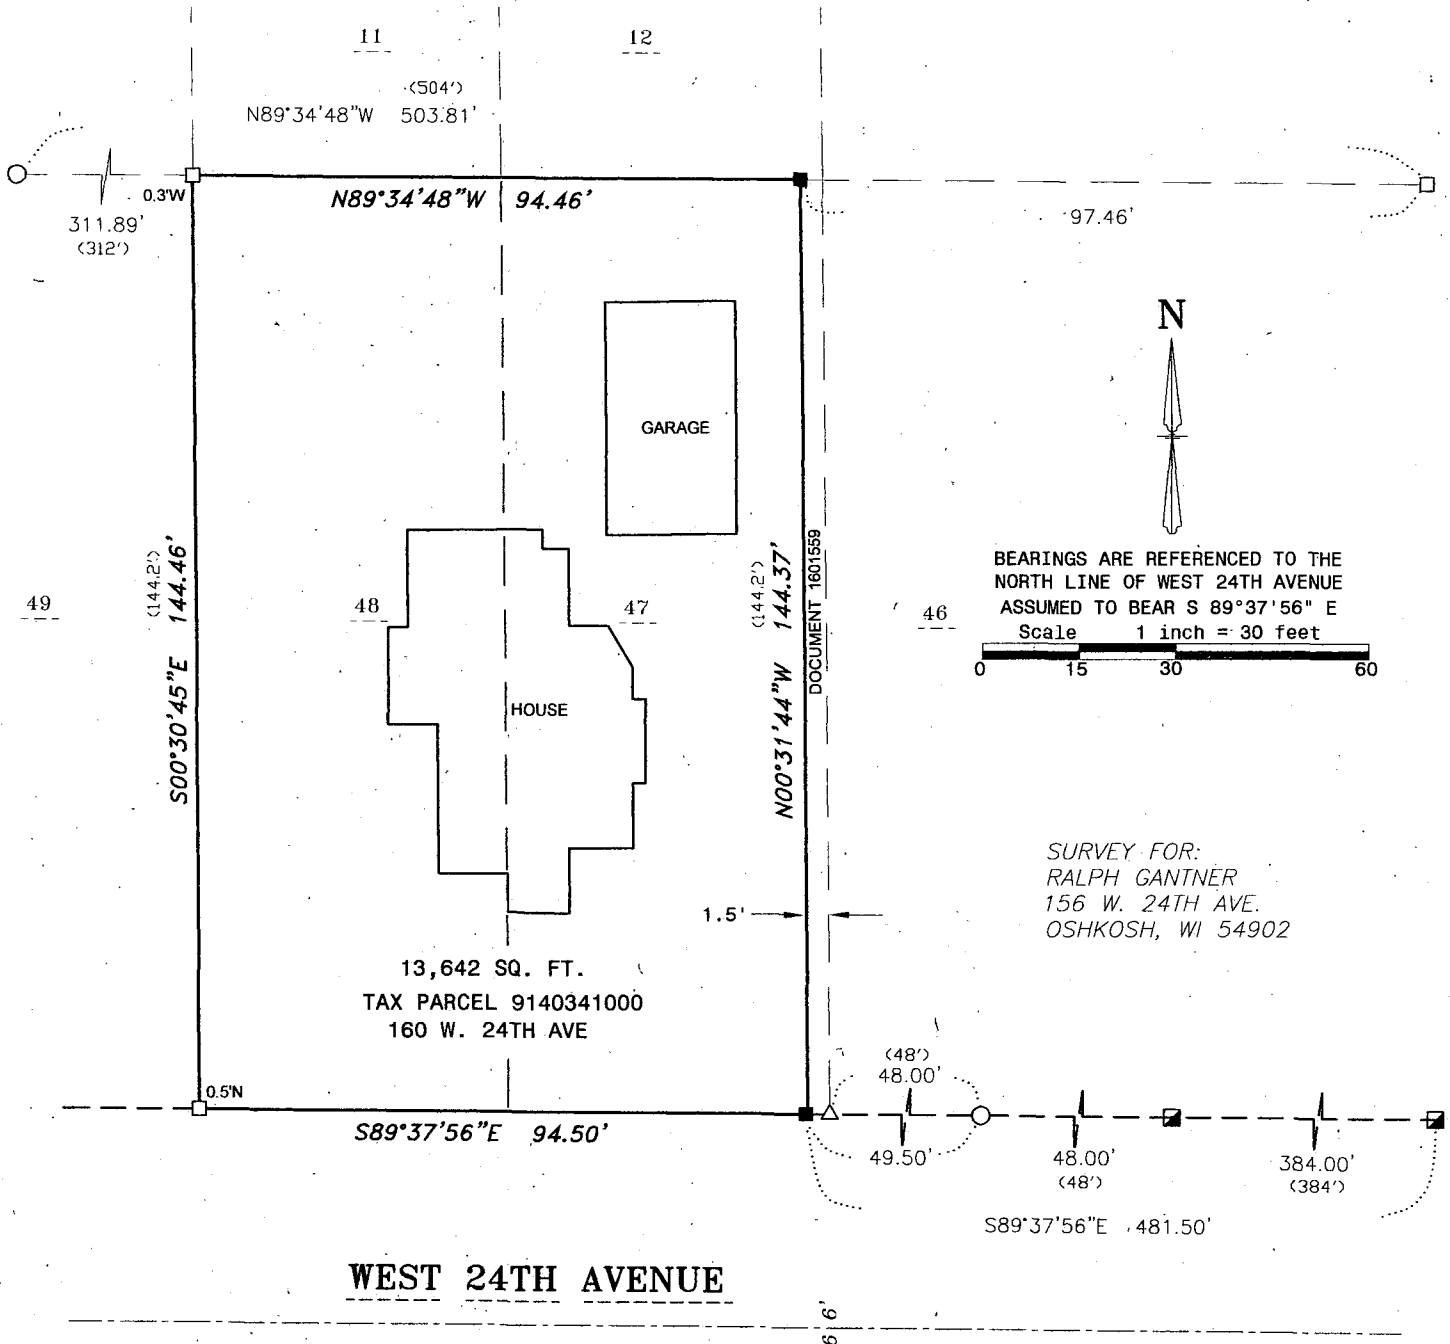 11
12
(504')
N89°34'48"W 503.81'
0.3'W
N89°34'48"W 94.46'
311.89'
(312')
97.46'
N
GARAGE
BEARINGS ARE REFERENCED TO THE
NORTH LINE OF WEST 24TH AVENUE
ASSUMED TO BEAR S 89°37'56" E
Scale 1 inch = 30 feet
0 15 30 60
(144.2')
S00°30'45"E 144.46'
(144.2')
N00°31'44"W 144.37'
DOCUMENT 1601559
49
48
47
46
HOUSE
SURVEY FOR:
RALPH GANTNER
156 W. 24TH AVE.
OSHKOSH, WI 54902
1.5'
13,642 SQ. FT.
TAX PARCEL 9140341000
160 W. 24TH AVE
0.5'N
S89°37'56"E 94.50'
(48')
48.00'
49.50'
48.00'
(48')
384.00'
(384')
S89°37'56"E 481.50'
WEST 24TH AVENUE
6'